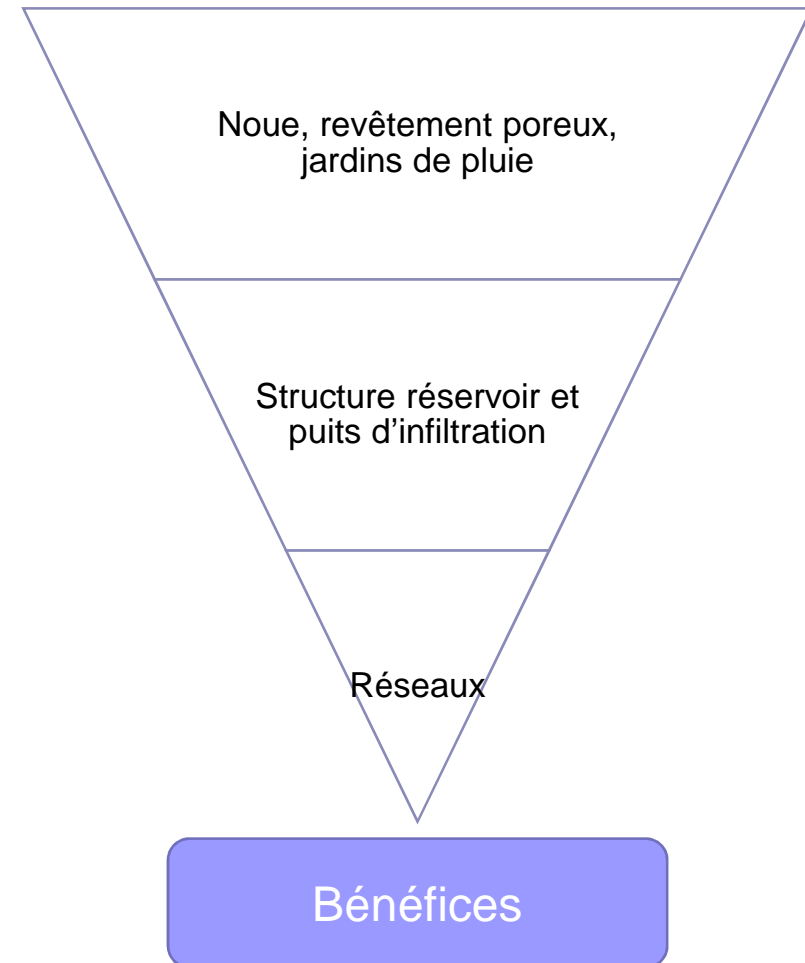 Noue, revêtement poreux,
jardins de pluie
Structure réservoir et
puits d’infiltration
Réseaux
Bénéfices